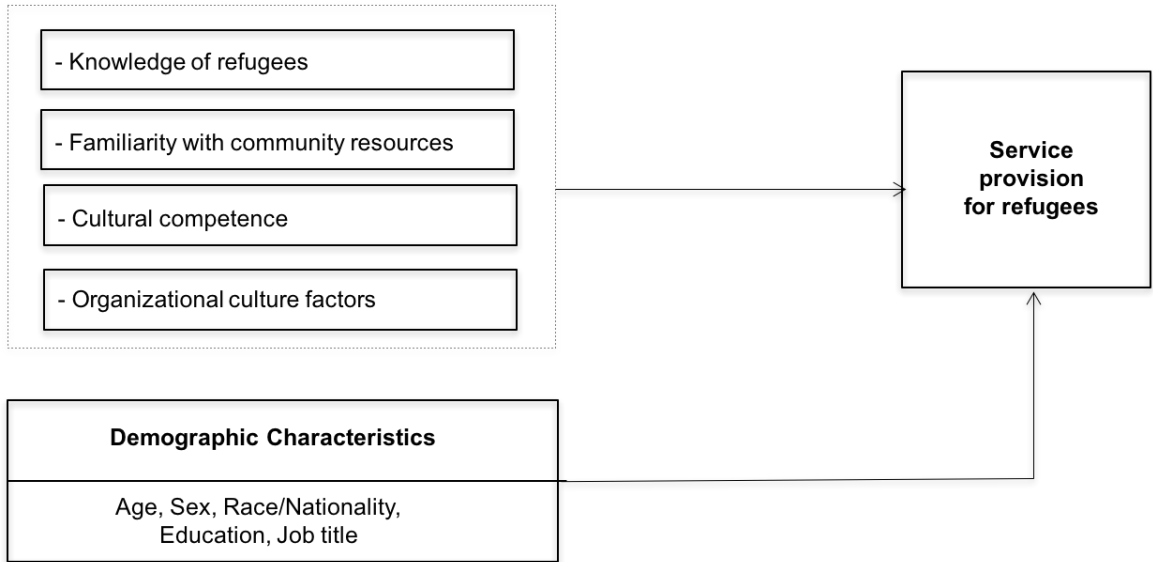 - Knowledge of refugees
- Familiarity with community resources
- Cultural competence
- Organizational culture factors
Service
provision
for refugees
Demographic Characteristics
Age, Sex, Race/Nationality,
Education, Job title